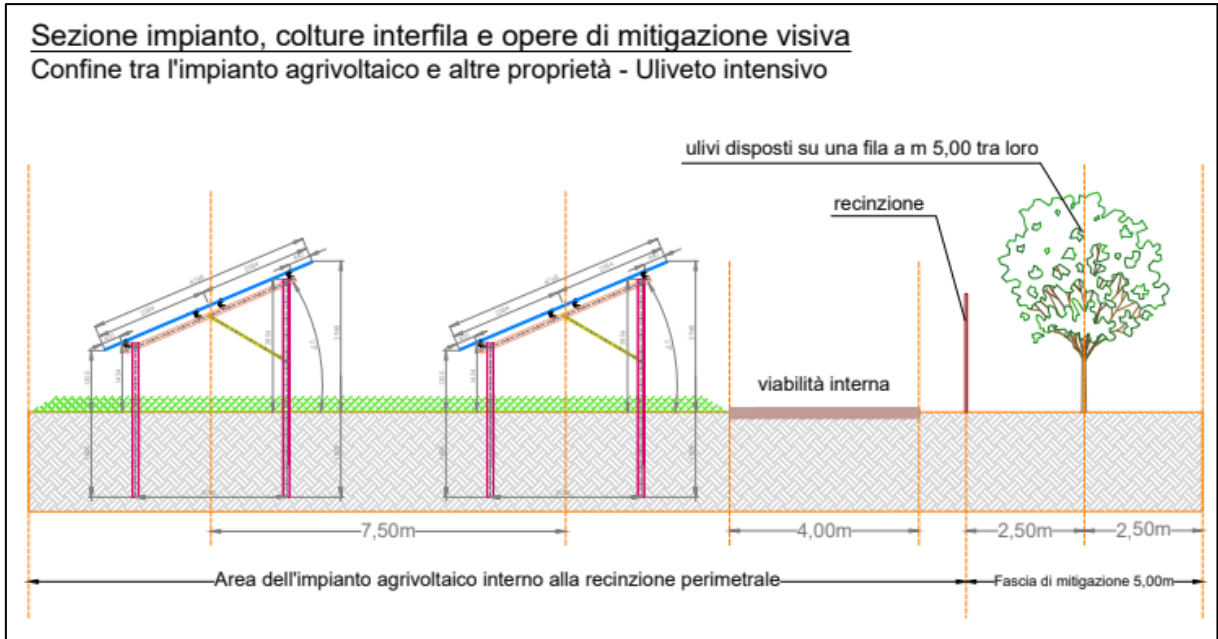 Sezione impianto, colture interfila e opere di mitigazione visiva
Confine tra l'impianto agrivoltaico e altre proprietà - Uliveto intensivo
ulivi disposti su una fila a m 5,00 tra loro
recinzione
viabilità interna
7,50m
4,00m
2,50m
2,50m
Area dell'impianto agrivoltaico interno alla recinzione perimetrale
Fascia di mitigazione 5,00m